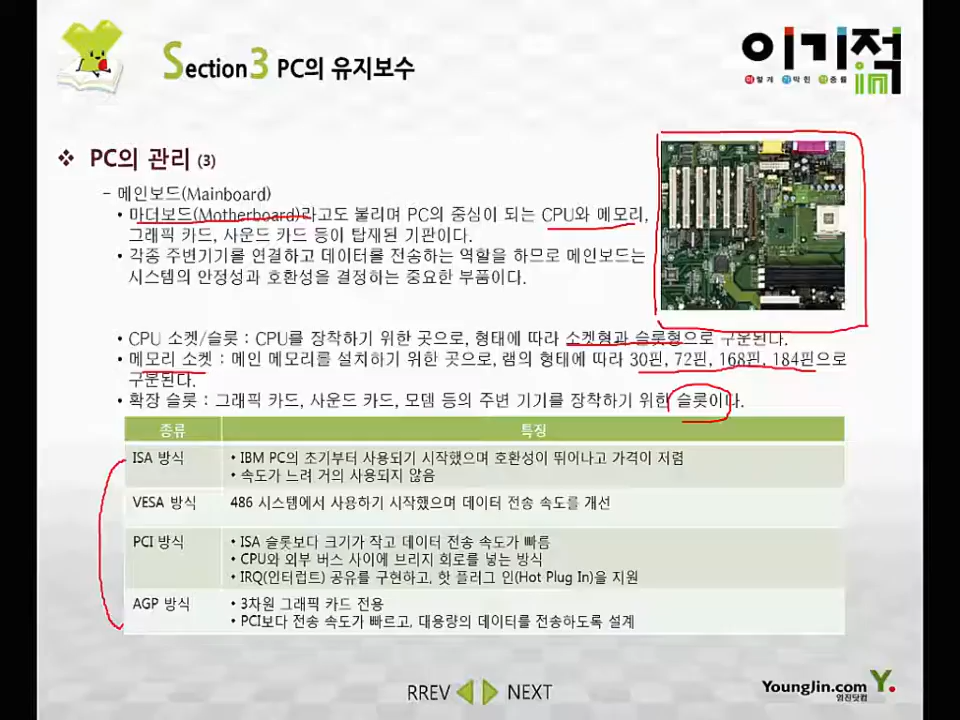 Section3 PC의 유지보수
이기적in
이렇게 기막힌 적중률
❖ PC의 관리 (3)
– 메인보드(Mainboard)
• 마더보드(Motherboard)라고도 불리며 PC의 중심이 되는 CPU와 메모리,
그래픽 카드, 사운드 카드 등이 탑재된 기판이다.
• 각종 주변기기를 연결하고 데이터를 전송하는 역할을 하므로 메인보드는
시스템의 안정성과 호환성을 결정하는 중요한 부품이다.
• CPU 소켓/슬롯 : CPU를 장착하기 위한 곳으로, 형태에 따라 소켓형과 슬롯형으로 구분된다.
• 메모리 소켓 : 메인 메모리를 설치하기 위한 곳으로, 램의 형태에 따라 30핀, 72핀, 168핀, 184핀으로
구분된다.
• 확장 슬롯 : 그래픽 카드, 사운드 카드, 모뎀 등의 주변 기기를 장착하기 위한 슬롯이다.
종류 특징
ISA 방식 • IBM PC의 초기부터 사용되기 시작했으며 호환성이 뛰어나고 가격이 저렴
• 속도가 느려 거의 사용되지 않음
VESA 방식 486 시스템에서 사용하기 시작했으며 데이터 전송 속도를 개선
PCI 방식 • ISA 슬롯보다 크기가 작고 데이터 전송 속도가 빠름
• CPU와 외부 버스 사이에 브리지 회로를 넣는 방식
• IRQ(인터럽트) 공유를 구현하고, 핫 플러그 인(Hot Plug In)을 지원
AGP 방식 • 3차원 그래픽 카드 전용
• PCI보다 전송 속도가 빠르고, 대용량의 데이터를 전송하도록 설계
RREV NEXT
YoungJin.com Y.
영진닷컴